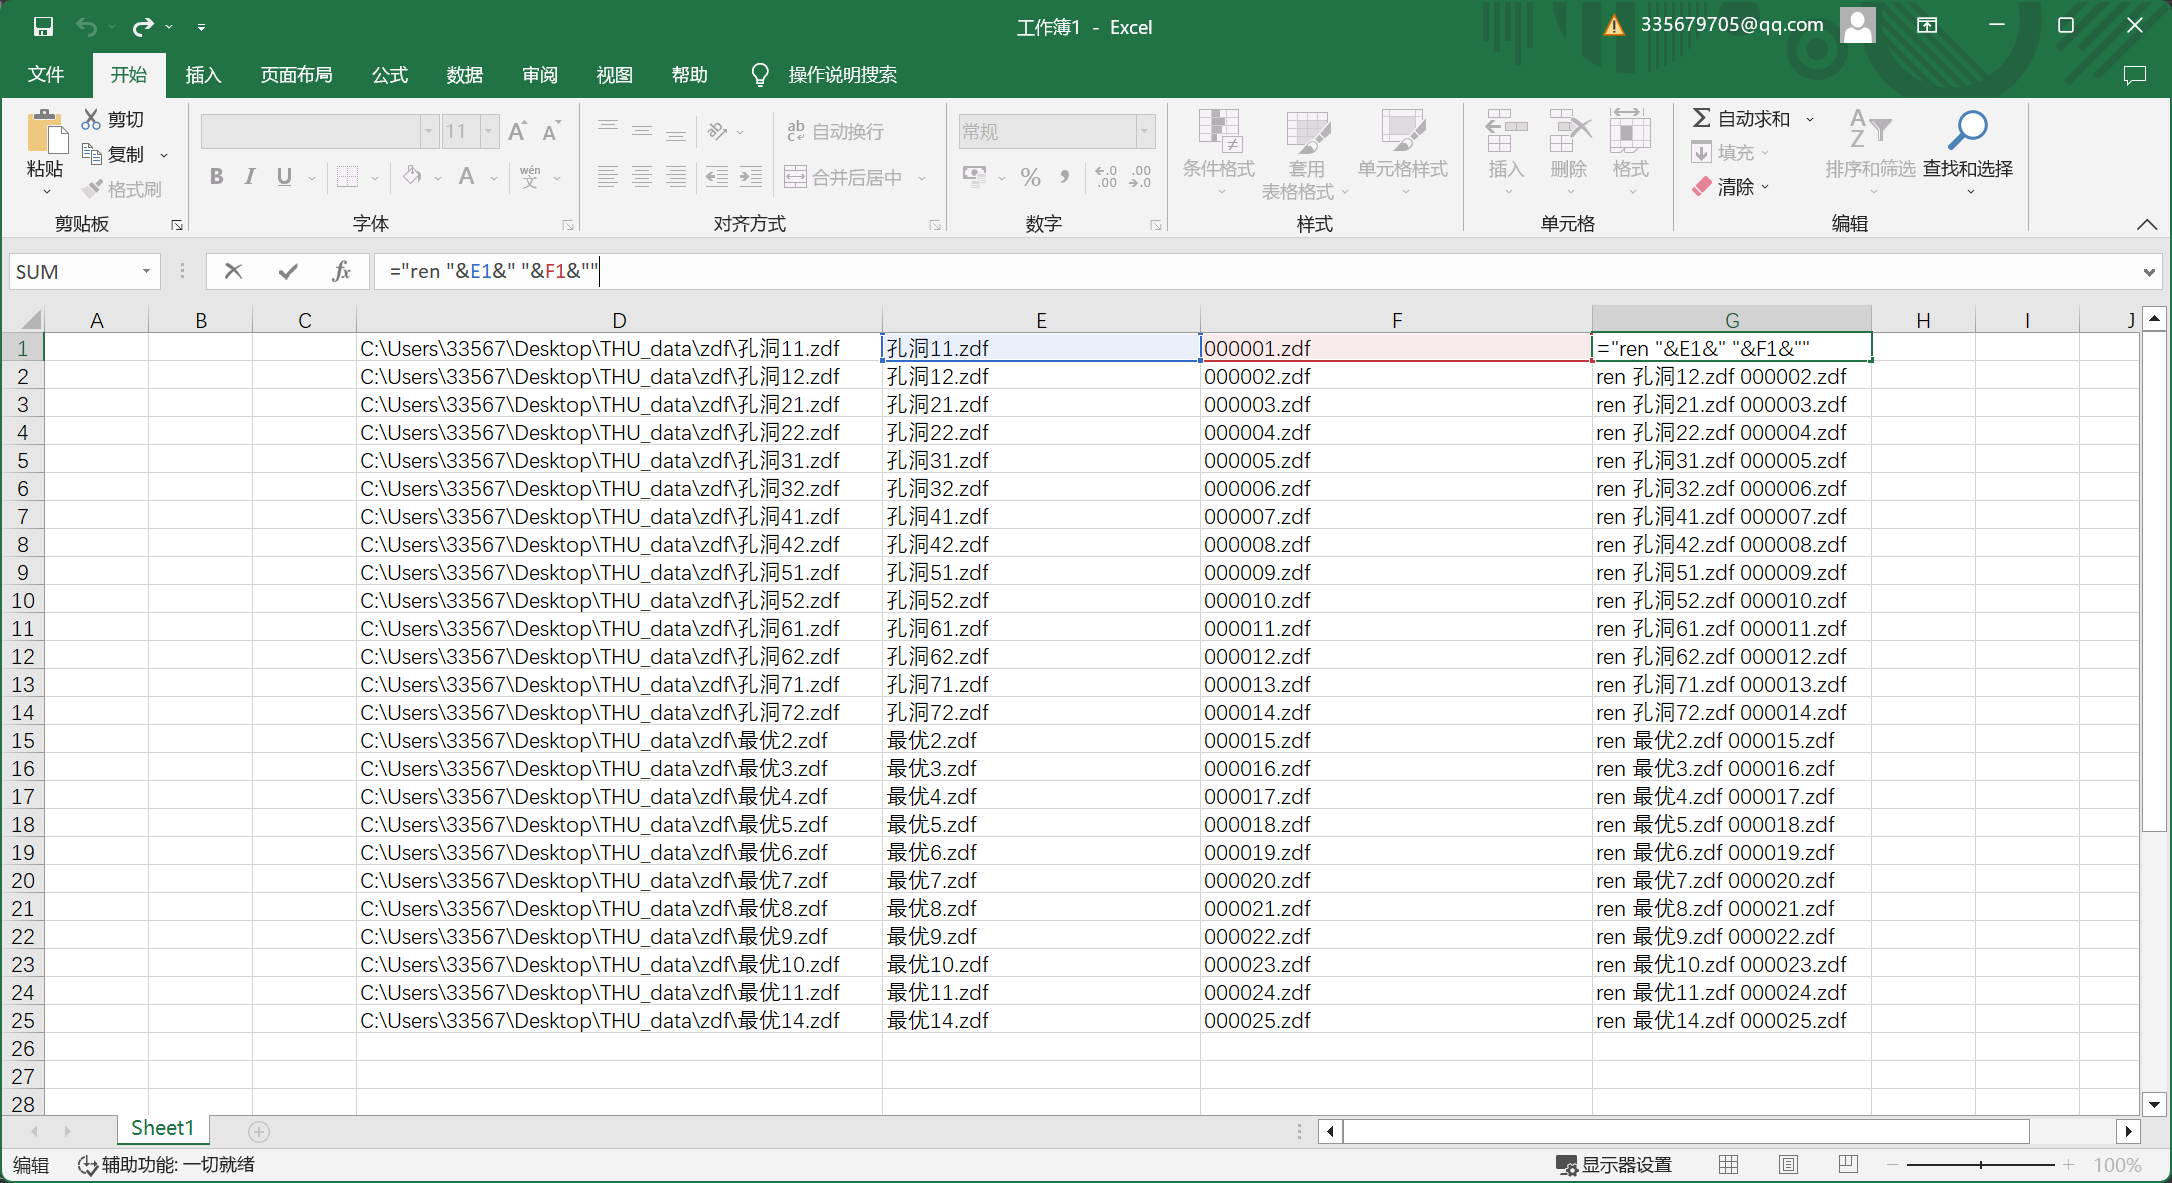 工作簿1 - Excel
335679705@qq.com
文件 开始 插入 页面布局 公式 数据 审阅 视图 帮助 操作说明搜索
粘贴
剪切
复制
格式刷
剪贴板
11
B I U A wén 文
字体
ab 自动换行
合并后居中
对齐方式
常规
% , .00 .0
数字
条件格式
套用
表格格式
单元格样式
样式
插入 删除 格式
单元格
Σ 自动求和
填充
清除
排序和筛选 查找和选择
编辑
SUM fx ="ren "&E1&" "&F1&""
A B C D E F G H I J
1 C:\Users\33567\Desktop\THU_data\zdf\孔洞11.zdf 孔洞11.zdf 000001.zdf ="ren "&E1&" "&F1&""
2 C:\Users\33567\Desktop\THU_data\zdf\孔洞12.zdf 孔洞12.zdf 000002.zdf ren 孔洞12.zdf 000002.zdf
3 C:\Users\33567\Desktop\THU_data\zdf\孔洞21.zdf 孔洞21.zdf 000003.zdf ren 孔洞21.zdf 000003.zdf
4 C:\Users\33567\Desktop\THU_data\zdf\孔洞22.zdf 孔洞22.zdf 000004.zdf ren 孔洞22.zdf 000004.zdf
5 C:\Users\33567\Desktop\THU_data\zdf\孔洞31.zdf 孔洞31.zdf 000005.zdf ren 孔洞31.zdf 000005.zdf
6 C:\Users\33567\Desktop\THU_data\zdf\孔洞32.zdf 孔洞32.zdf 000006.zdf ren 孔洞32.zdf 000006.zdf
7 C:\Users\33567\Desktop\THU_data\zdf\孔洞41.zdf 孔洞41.zdf 000007.zdf ren 孔洞41.zdf 000007.zdf
8 C:\Users\33567\Desktop\THU_data\zdf\孔洞42.zdf 孔洞42.zdf 000008.zdf ren 孔洞42.zdf 000008.zdf
9 C:\Users\33567\Desktop\THU_data\zdf\孔洞51.zdf 孔洞51.zdf 000009.zdf ren 孔洞51.zdf 000009.zdf
10 C:\Users\33567\Desktop\THU_data\zdf\孔洞52.zdf 孔洞52.zdf 000010.zdf ren 孔洞52.zdf 000010.zdf
11 C:\Users\33567\Desktop\THU_data\zdf\孔洞61.zdf 孔洞61.zdf 000011.zdf ren 孔洞61.zdf 000011.zdf
12 C:\Users\33567\Desktop\THU_data\zdf\孔洞62.zdf 孔洞62.zdf 000012.zdf ren 孔洞62.zdf 000012.zdf
13 C:\Users\33567\Desktop\THU_data\zdf\孔洞71.zdf 孔洞71.zdf 000013.zdf ren 孔洞71.zdf 000013.zdf
14 C:\Users\33567\Desktop\THU_data\zdf\孔洞72.zdf 孔洞72.zdf 000014.zdf ren 孔洞72.zdf 000014.zdf
15 C:\Users\33567\Desktop\THU_data\zdf\最优2.zdf 最优2.zdf 000015.zdf ren 最优2.zdf 000015.zdf
16 C:\Users\33567\Desktop\THU_data\zdf\最优3.zdf 最优3.zdf 000016.zdf ren 最优3.zdf 000016.zdf
17 C:\Users\33567\Desktop\THU_data\zdf\最优4.zdf 最优4.zdf 000017.zdf ren 最优4.zdf 000017.zdf
18 C:\Users\33567\Desktop\THU_data\zdf\最优5.zdf 最优5.zdf 000018.zdf ren 最优5.zdf 000018.zdf
19 C:\Users\33567\Desktop\THU_data\zdf\最优6.zdf 最优6.zdf 000019.zdf ren 最优6.zdf 000019.zdf
20 C:\Users\33567\Desktop\THU_data\zdf\最优7.zdf 最优7.zdf 000020.zdf ren 最优7.zdf 000020.zdf
21 C:\Users\33567\Desktop\THU_data\zdf\最优8.zdf 最优8.zdf 000021.zdf ren 最优8.zdf 000021.zdf
22 C:\Users\33567\Desktop\THU_data\zdf\最优9.zdf 最优9.zdf 000022.zdf ren 最优9.zdf 000022.zdf
23 C:\Users\33567\Desktop\THU_data\zdf\最优10.zdf 最优10.zdf 000023.zdf ren 最优10.zdf 000023.zdf
24 C:\Users\33567\Desktop\THU_data\zdf\最优11.zdf 最优11.zdf 000024.zdf ren 最优11.zdf 000024.zdf
25 C:\Users\33567\Desktop\THU_data\zdf\最优14.zdf 最优14.zdf 000025.zdf ren 最优14.zdf 000025.zdf
26
27
28
Sheet1
编辑 辅助功能: 一切就绪 显示器设置 100%